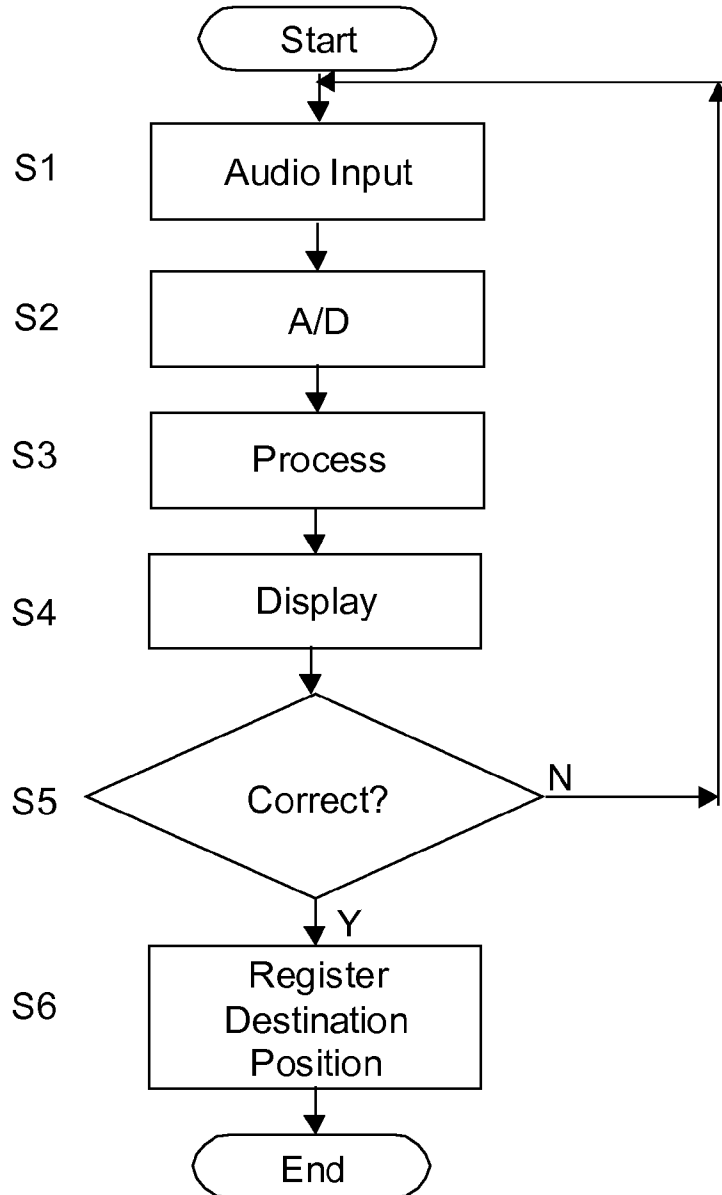 Start
S1
Audio Input
S2
A/D
S3
Process
S4
Display
S5
Correct?
N
Y
S6
Register
Destination
Position
End